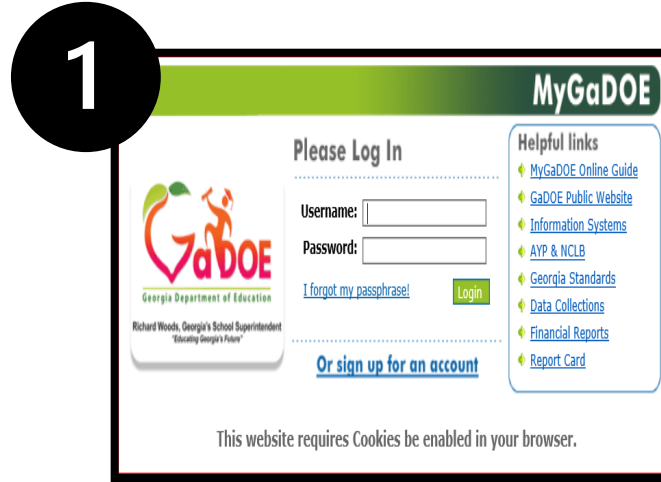 1
MyGaDOE
Please Log In
Username:
Password:
I forgot my passphrase!
Login
Or sign up for an account
GaDOE
Georgia Department of Education
Richard Woods, Georgia's School Superintendent
"Educating Georgia's Future"
Helpful links
MyGaDOE Online Guide
GaDOE Public Website
Information Systems
AYP & NCLB
Georgia Standards
Data Collections
Financial Reports
Report Card
This website requires Cookies be enabled in your browser.